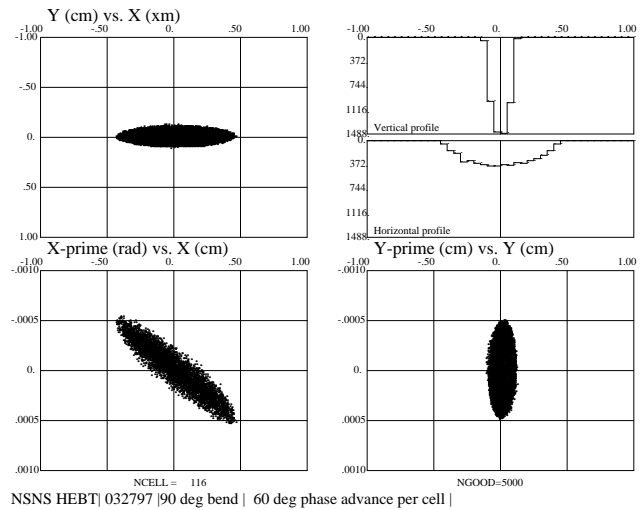 Y (cm) vs. X (xm)
-1.00 -.50 0. .50 1.00
-1.00
-.50
0.
.50
1.00
-1.00 -.50 0. .50 1.00
0.
372.
744.
1116.
1488.
Vertical profile
0.
372.
744.
1116.
1488.
Horizontal profile
X-prime (rad) vs. X (cm)
-1.00 -.50 0. .50 1.00
-.0010
-.0005
0.
.0005
.0010
Y-prime (cm) vs. Y (cm)
-1.00 -.50 0. .50 1.00
-.0010
-.0005
0.
.0005
.0010
NCELL = 116
NGOOD=5000
NSNS HEBT| 032797 |90 deg bend | 60 deg phase advance per cell |